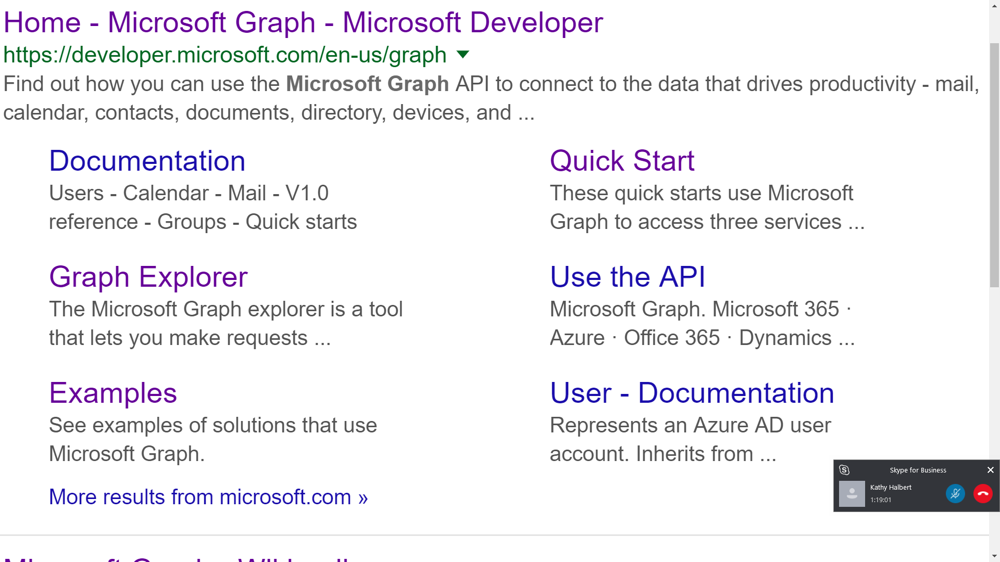 Home - Microsoft Graph - Microsoft Developer
https://developer.microsoft.com/en-us/graph
Find out how you can use the Microsoft Graph API to connect to the data that drives productivity - mail,
calendar, contacts, documents, directory, devices, and ...
Documentation
Users - Calendar - Mail - V1.0
reference - Groups - Quick starts
Quick Start
These quick starts use Microsoft
Graph to access three services ...
Graph Explorer
The Microsoft Graph explorer is a tool
that lets you make requests ...
Use the API
Microsoft Graph. Microsoft 365 ·
Azure · Office 365 · Dynamics ...
Examples
See examples of solutions that use
Microsoft Graph.
User - Documentation
Represents an Azure AD user
account. Inherits from ...
More results from microsoft.com »
Skype for Business
Kathy Halbert
1:19:01